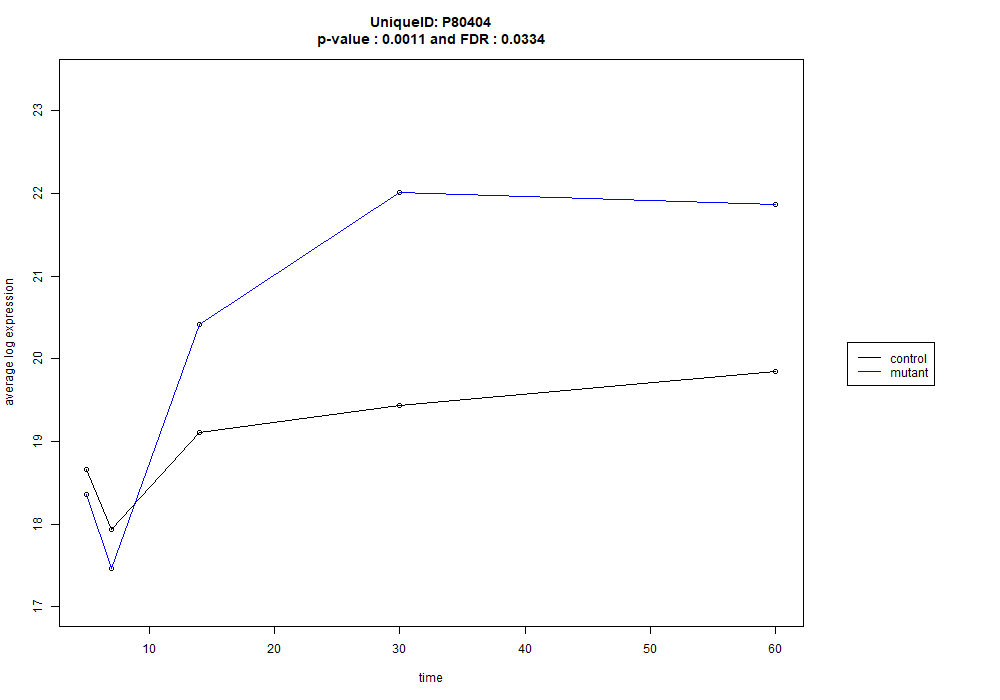 UniqueID: P80404
p-value : 0.0011 and FDR : 0.0334
average log expression
23
22
21
20
19
18
17
10 20 30 40 50 60
time
control
mutant